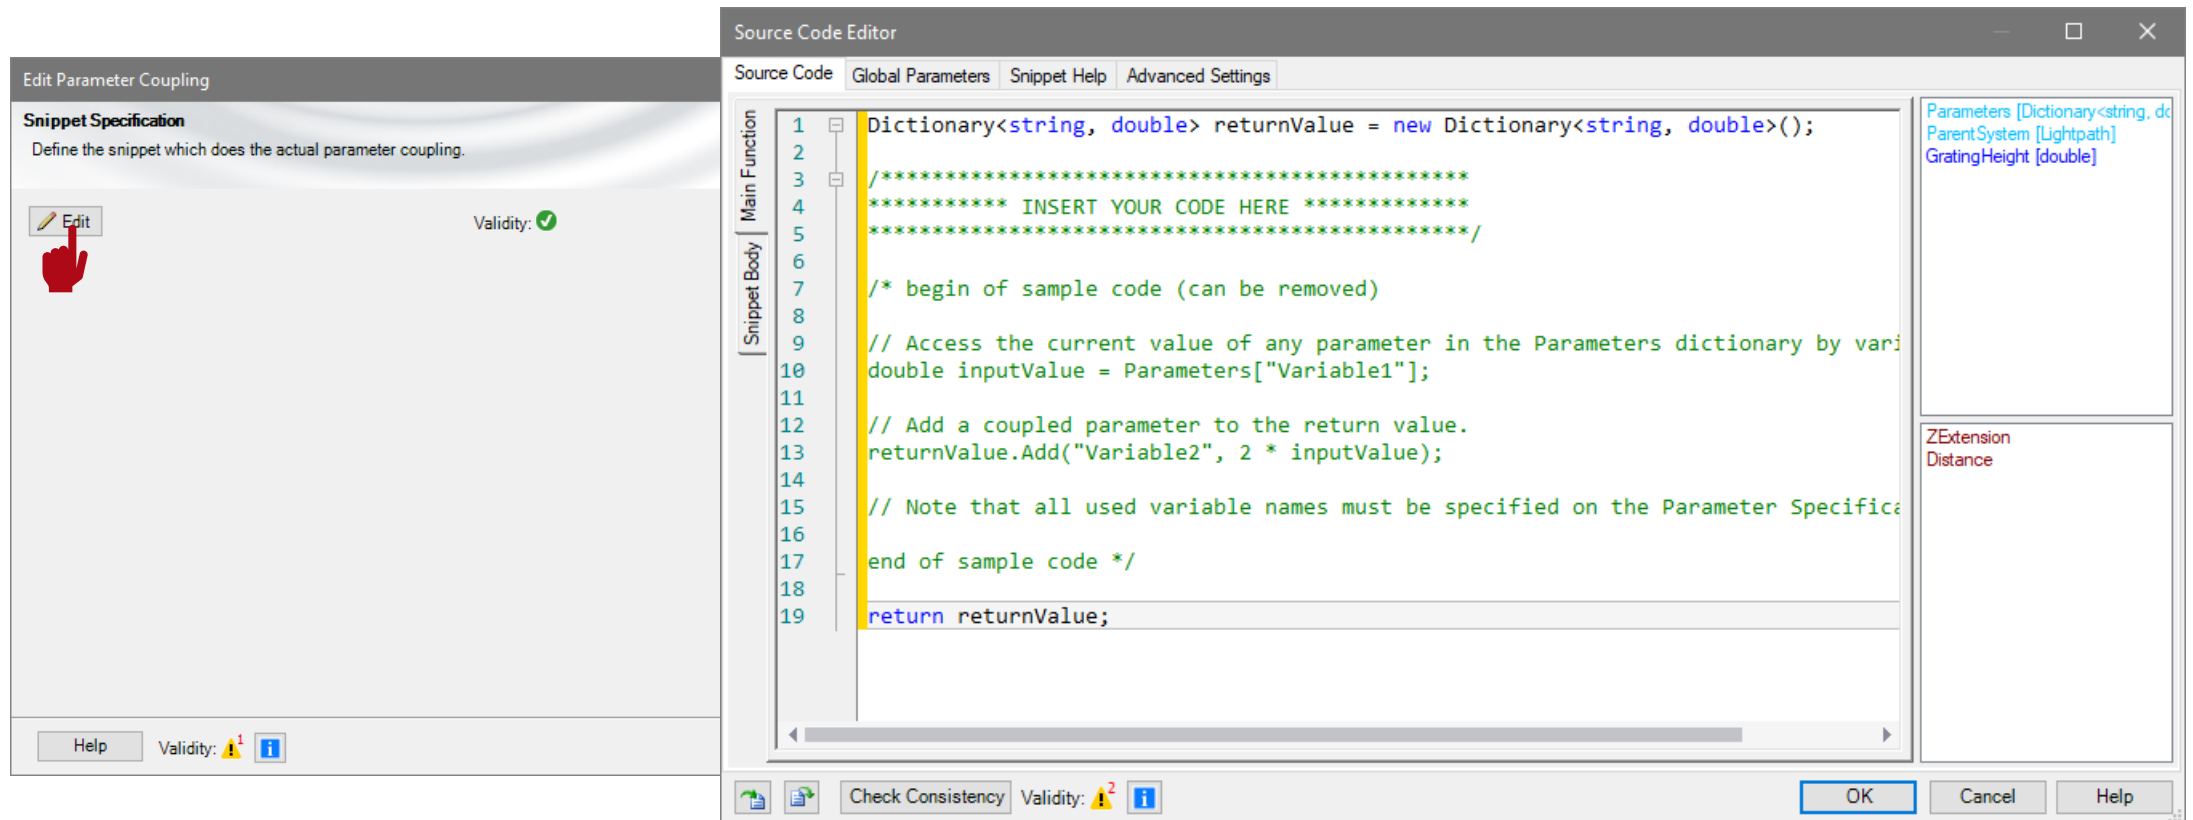 Edit Parameter Coupling
Snippet Specification
Define the snippet which does the actual parameter coupling.
Edit
Validity:
Help
Validity:
1
Source Code Editor
Source Code
Global Parameters
Snippet Help
Advanced Settings
Main Function
Snippet Body
1 Dictionary<string, double> returnValue = new Dictionary<string, double>();
2
3 /**********************************************
4 *********** INSERT YOUR CODE HERE *************
5 ***********************************************/
6
7 /* begin of sample code (can be removed)
8
9 // Access the current value of any parameter in the Parameters dictionary by vari
10 double inputValue = Parameters["Variable1"];
11
12 // Add a coupled parameter to the return value.
13 returnValue.Add("Variable2", 2 * inputValue);
14
15 // Note that all used variable names must be specified on the Parameter Specifica
16
17 end of sample code */
18
19 return returnValue;
Parameters [Dictionary<string, do
ParentSystem [Lightpath]
GratingHeight [double]
ZExtension
Distance
Check Consistency
Validity:
2
OK
Cancel
Help